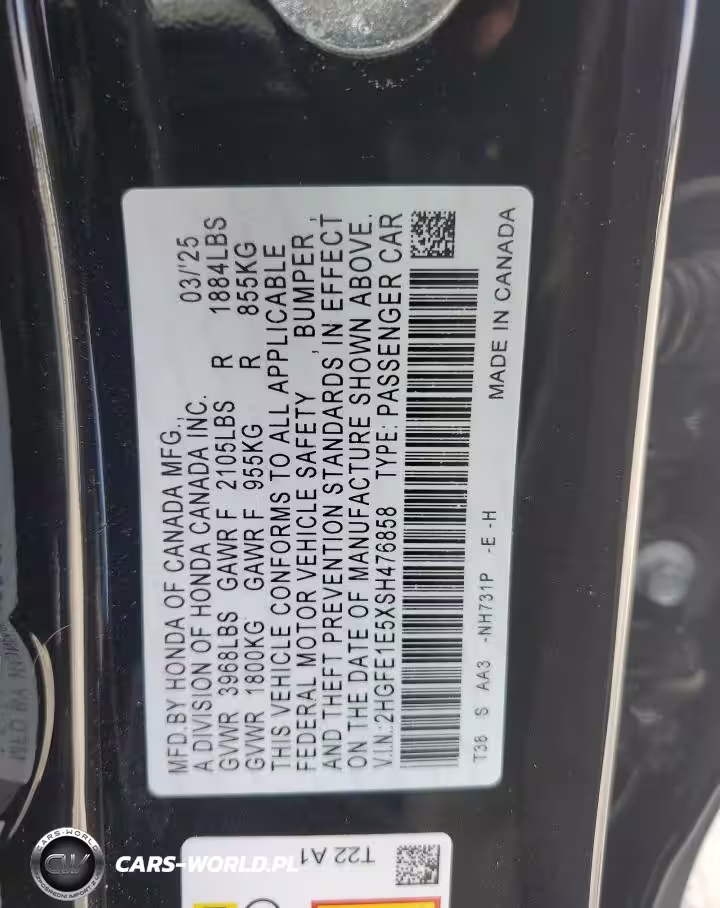 MFD.BY HONDA OF CANADA MFG.,
A DIVISION OF HONDA CANADA INC. 03/'25
GVWR 3968LBS GAWR F 2105LBS R 1884LBS
GVWR 1800KG GAWR F 955KG R 855KG
THIS VEHICLE CONFORMS TO ALL APPLICABLE
FEDERAL MOTOR VEHICLE SAFETY , BUMPER ,
AND THEFT PREVENTION STANDARDS IN EFFECT
ON THE DATE OF MANUFACTURE SHOWN ABOVE.
V.I.N.:2HGFE1E5XSH476858 TYPE: PASSENGER CAR
T38 S AA3 -NH731P -E -H MADE IN CANADA
T22 A1
CARS-WORLD
CW
CARS-WORLD.PL